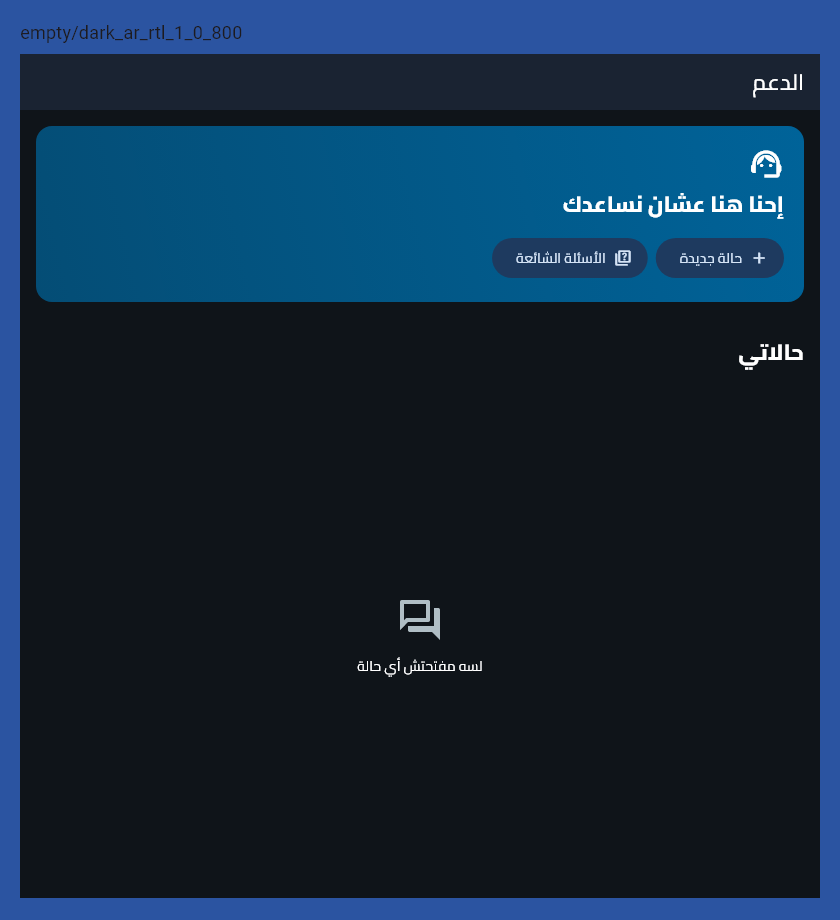 empty/dark_ar_rtl_1_0_800
الدعم
إحنا هنا عشان نساعدك
حالة جديدة
الأسئلة الشائعة
حالاتي
لسه مفتحتش أي حالة